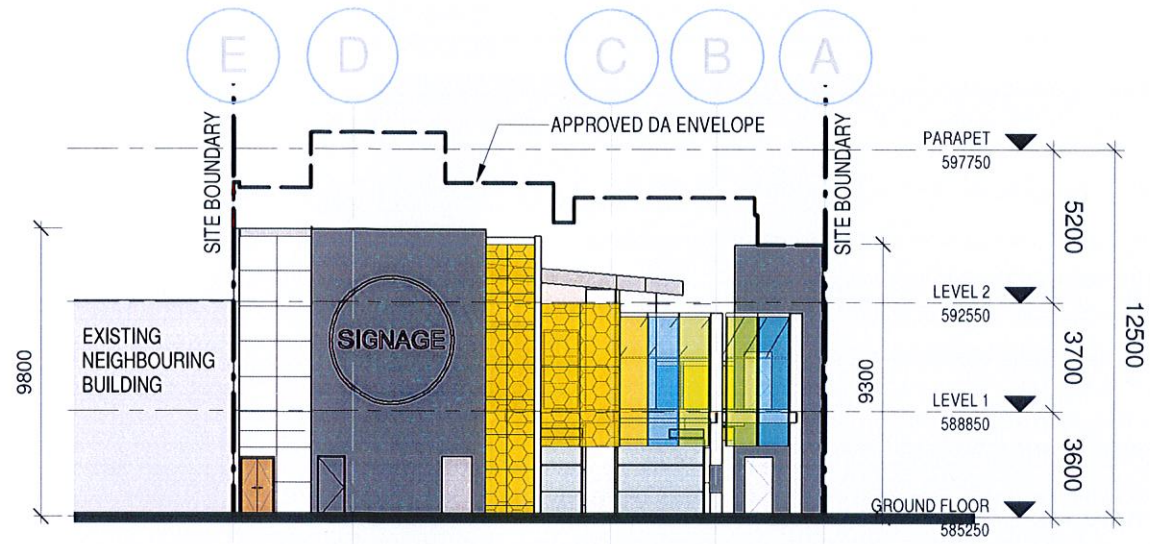 E D C B A
SITE BOUNDARY
APPROVED DA ENVELOPE
SITE BOUNDARY
PARAPET
597750
5200
SIGNAGE
LEVEL 2
592550
EXISTING
NEIGHBOURING
BUILDING
9800
9300
3700
12500
LEVEL 1
588850
3600
GROUND FLOOR
585250